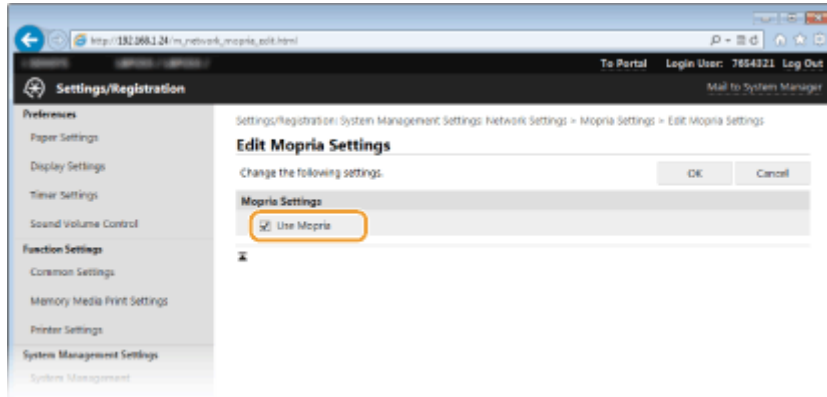 http://192.168.1.24/m_network_mopria_edit.html
To Portal Login User: 7654321 Log Out
Settings/Registration
Mail to System Manager
Preferences
Paper Settings
Display Settings
Timer Settings
Sound Volume Control
Function Settings
Common Settings
Memory Media Print Settings
Printer Settings
System Management Settings
System Management
Settings/Registration: System Management Settings: Network Settings > Mopria Settings > Edit Mopria Settings
Edit Mopria Settings
Change the following settings.
OK Cancel
Mopria Settings
Use Mopria